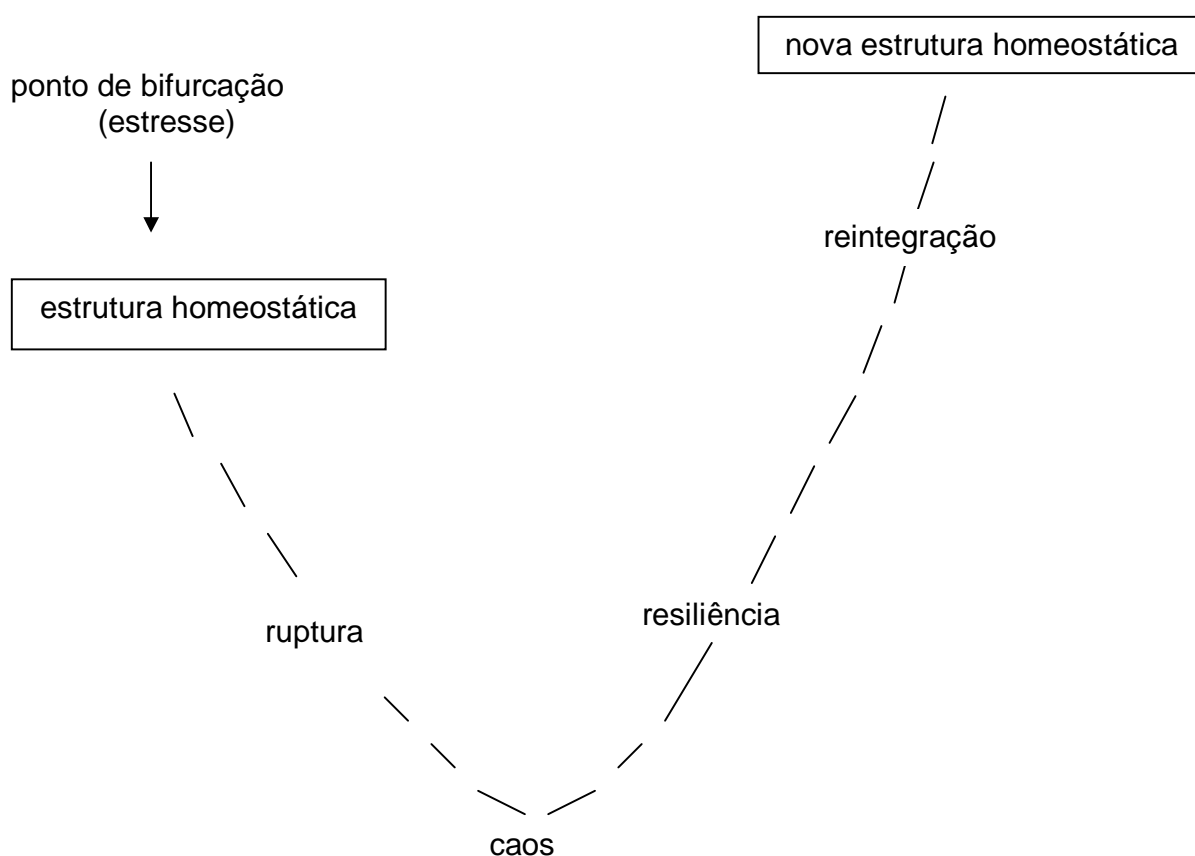 nova estrutura homeostática
ponto de bifurcação
(estresse)
reintegração
estrutura homeostática
resiliência
ruptura
caos